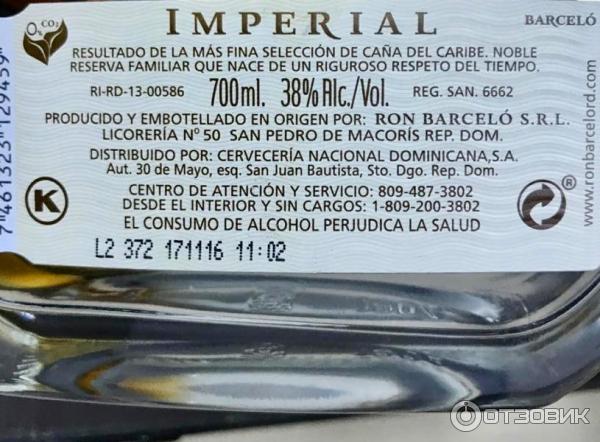 0% CO2
IMPERIAL
BARCELÓ
RESULTADO DE LA MÁS FINA SELECCIÓN DE CAÑA DEL CARIBE. NOBLE
RESERVA FAMILIAR QUE NACE DE UN RIGUROSO RESPETO DEL TIEMPO.
RI-RD-13-00586 700ml. 38% Alc./Vol. REG. SAN. 6662
PRODUCIDO Y EMBOTELLADO EN ORIGEN POR: RON BARCELÓ S.R.L.
LICORERÍA Nº 50 SAN PEDRO DE MACORÍS REP. DOM.
DISTRIBUIDO POR: CERVECERÍA NACIONAL DOMINICANA,S.A.
Aut. 30 de Mayo, esq. San Juan Bautista, Sto. Dgo. Rep. Dom.
CENTRO DE ATENCIÓN Y SERVICIO: 809-487-3802
DESDE EL INTERIOR Y SIN CARGOS: 1-809-200-3802
EL CONSUMO DE ALCOHOL PERJUDICA LA SALUD
L2 372 171116 11:02
7 461323 129459
K
®
www.ronbarcelord.com
ОТЗОВИК